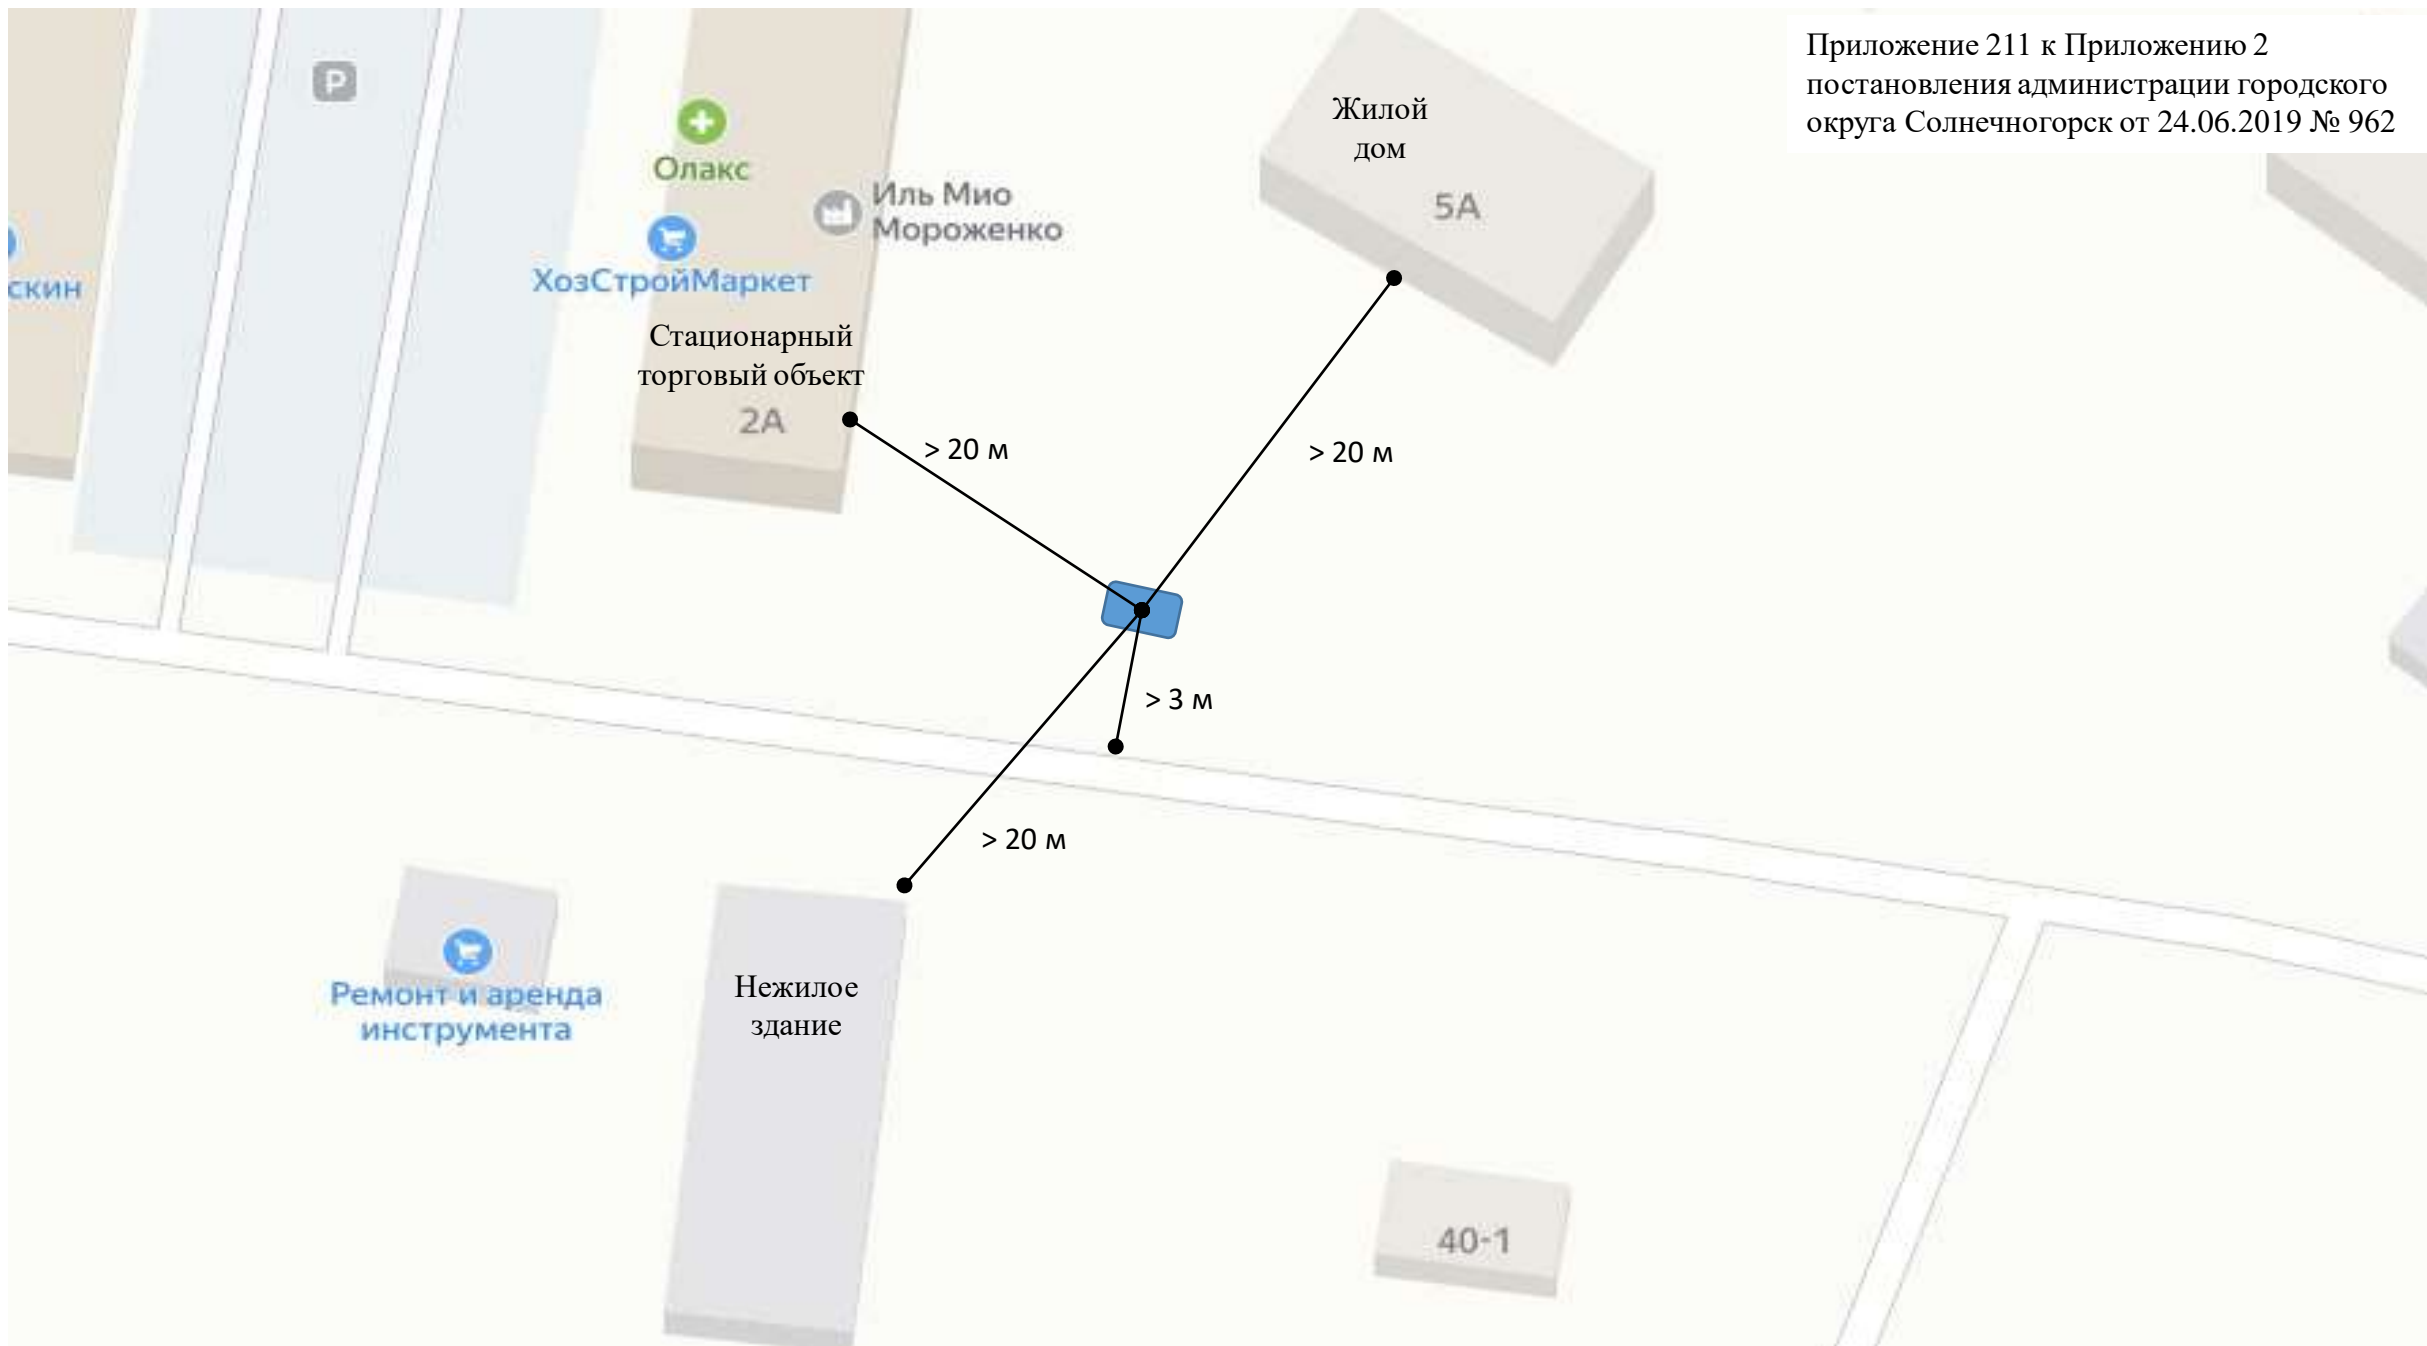 Приложение 211 к Приложению 2
постановления администрации городского
округа Солнечногорск от 24.06.2019 № 962
P
Олакс
Иль Мио
Мороженко
ХозСтройМаркет
скин
Стационарный
торговый объект
2А
Жилой
дом
5А
> 20 м
> 20 м
> 3 м
> 20 м
Ремонт и аренда
инструмента
Нежилое
здание
40-1